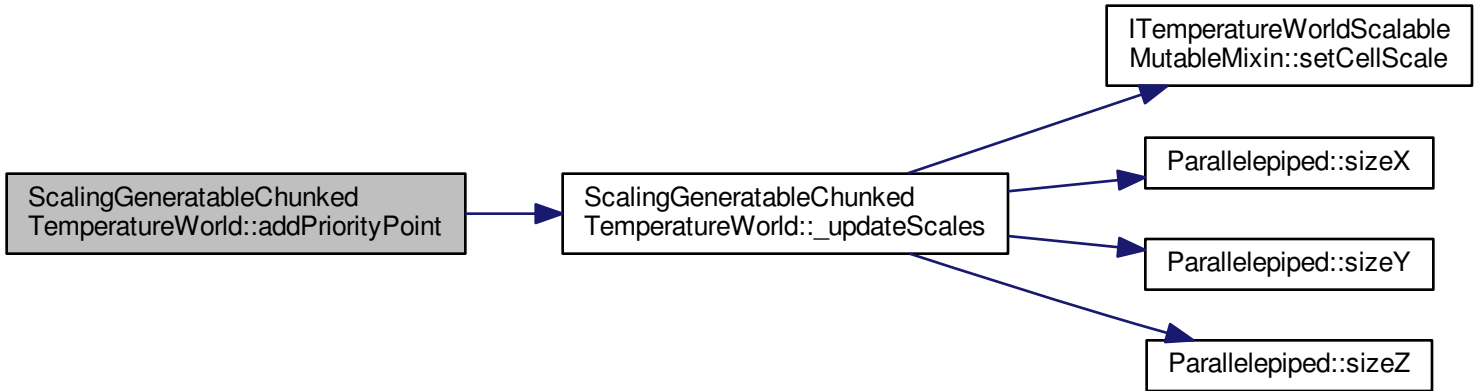 ScalingGeneratableChunked
TemperatureWorld::addPriorityPoint
ScalingGeneratableChunked
TemperatureWorld::_updateScales
ITemperatureWorldScalable
MutableMixin::setCellScale
Parallelepiped::sizeX
Parallelepiped::sizeY
Parallelepiped::sizeZ